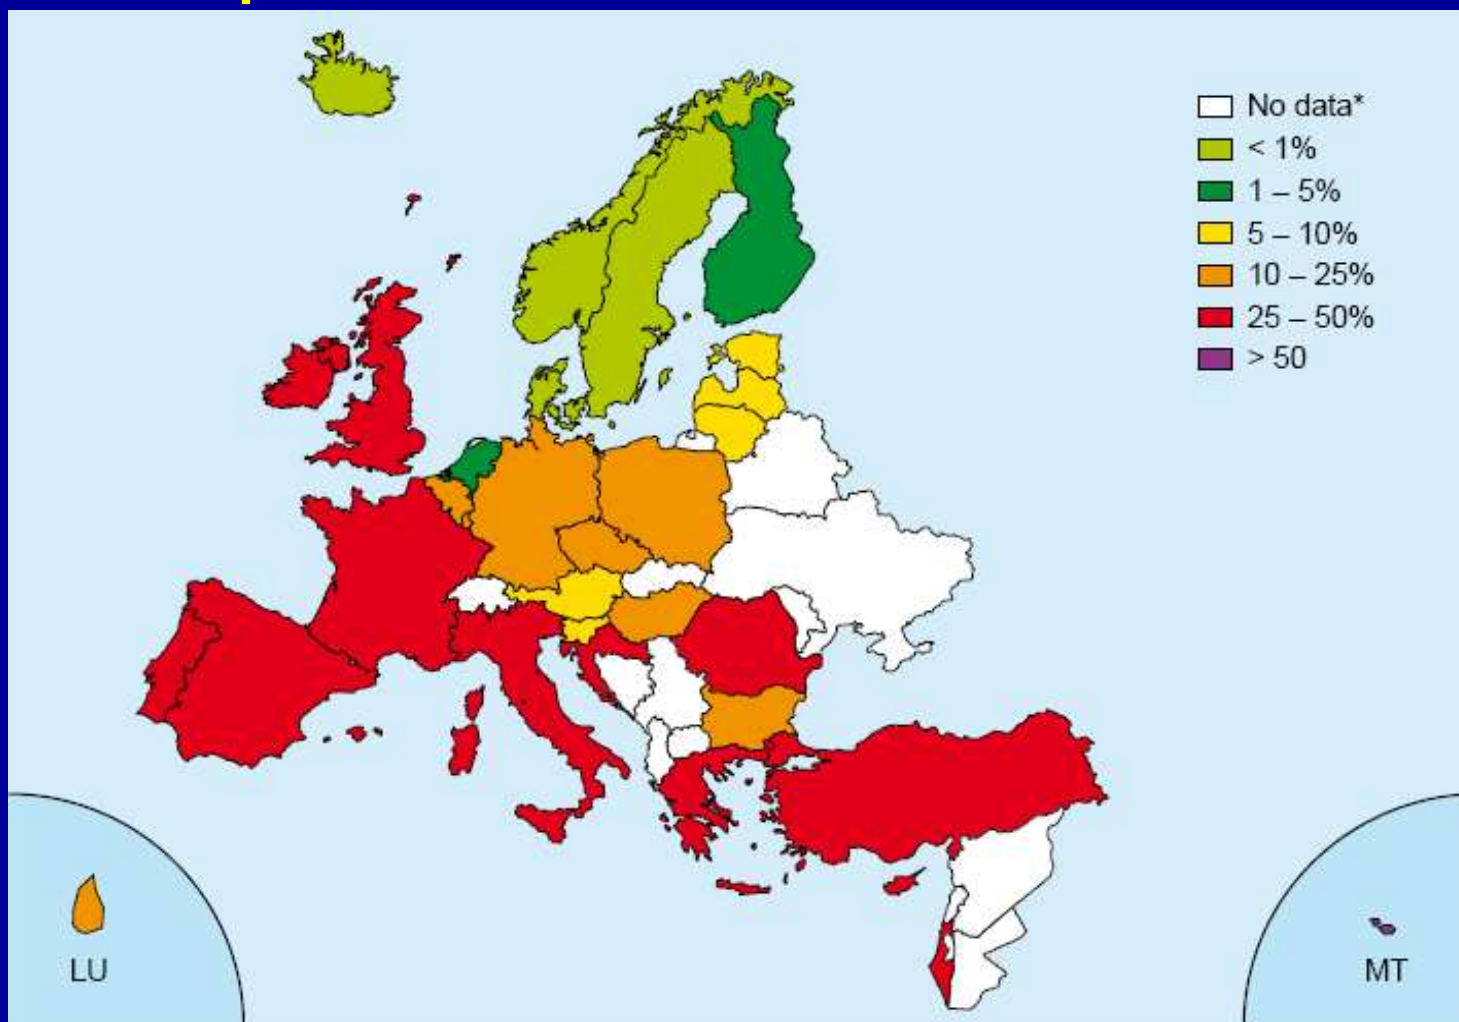 No data*
< 1%
1 – 5%
5 – 10%
10 – 25%
25 – 50%
> 50
LU
MT